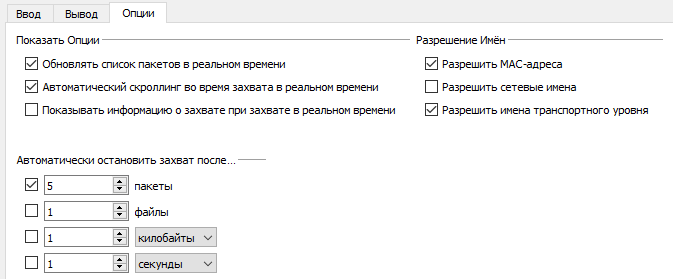 Ввод Вывод Опции
Показать Опции
Обновлять список пакетов в реальном времени
Автоматический скроллинг во время захвата в реальном времени
Показывать информацию о захвате при захвате в реальном времени
Разрешение Имён
Разрешить MAC-адреса
Разрешить сетевые имена
Разрешить имена транспортного уровня
Автоматически остановить захват после...
5 пакеты
1 файлы
1 килобайты
1 секунды